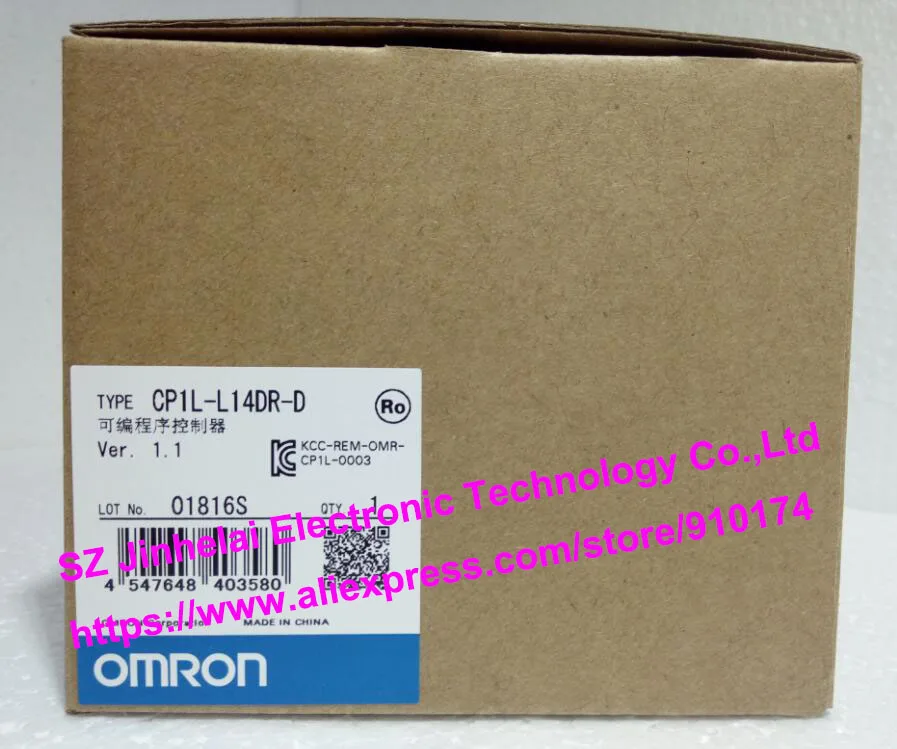 TYPE CP1L-L14DR-D
Ro
可编程序控制器
Ver. 1.1
KCC-REM-OMR-
CP1L-0003
LOT No. 01816S QTY 1
4 547648 403580
SZ Jinhelai Electronic Technology Co.,Ltd
https://www.aliexpress.com/store/910174
OMRON Corporation MADE IN CHINA
OMRON